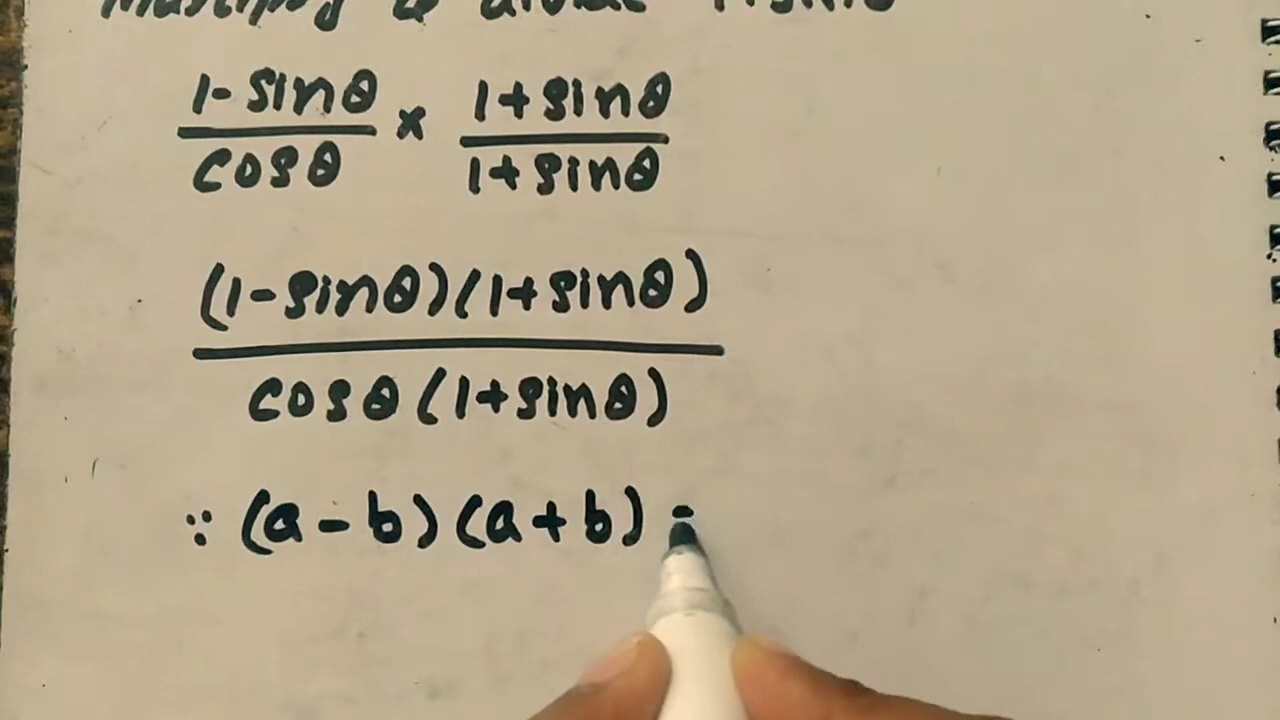 1 - sinθ / cosθ × 1 + sinθ / 1 + sinθ
(1 - sinθ)(1 + sinθ) / cosθ (1 + sinθ)
∵ (a - b) (a + b) =